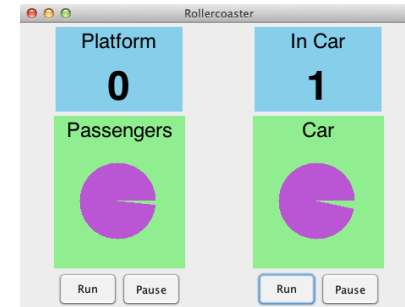 Rollercoaster
Platform
In Car
0
1
Passengers
Car
Run
Pause
Run
Pause